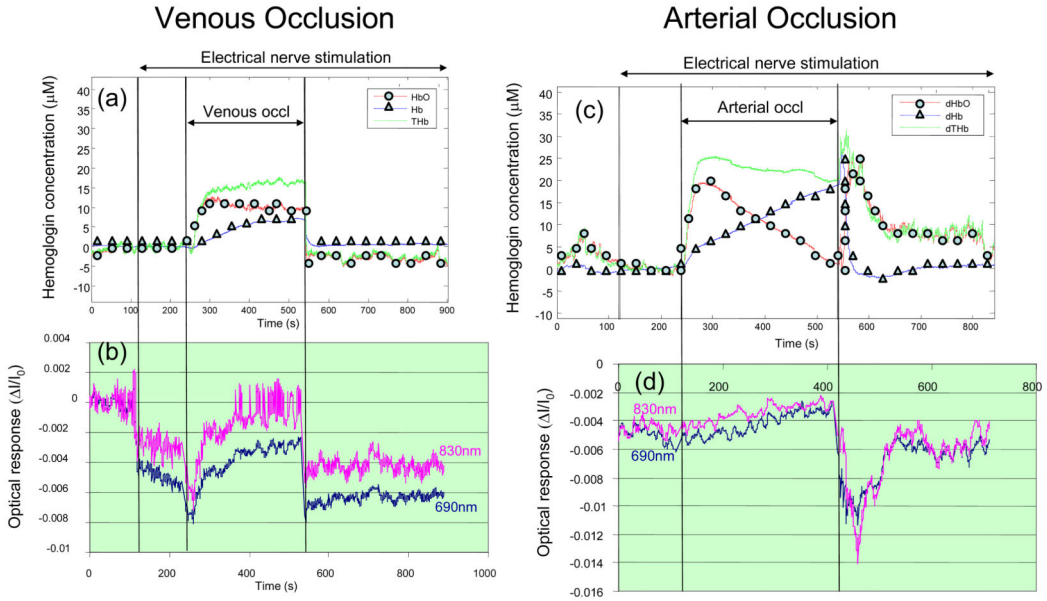 Venous Occlusion
Arterial Occlusion
Electrical nerve stimulation
(a)
HbO
Hb
THb
Venous occl
Hemoglogin concentration (μM)
40
35
30
25
20
15
10
5
0
-5
-10
0 100 200 300 400 500 600 700 800 900
Time (s)
Electrical nerve stimulation
(c)
dHbO
dHb
dTHb
Arterial occl
Hemoglogin concentration (μM)
40
35
30
25
20
15
10
5
0
-5
-10
0 100 200 300 400 500 600 700 800
Time (s)
(b)
Optical response (ΔI/I₀)
0.004
0.002
0
-0.002
-0.004
-0.006
-0.008
-0.01
830nm
690nm
0 200 400 600 800 1000
Time (s)
(d)
Optical response (ΔI/I₀)
0
-0.002
-0.004
-0.006
-0.008
-0.01
-0.012
-0.014
-0.016
0 200 400 600 800
830nm
690nm